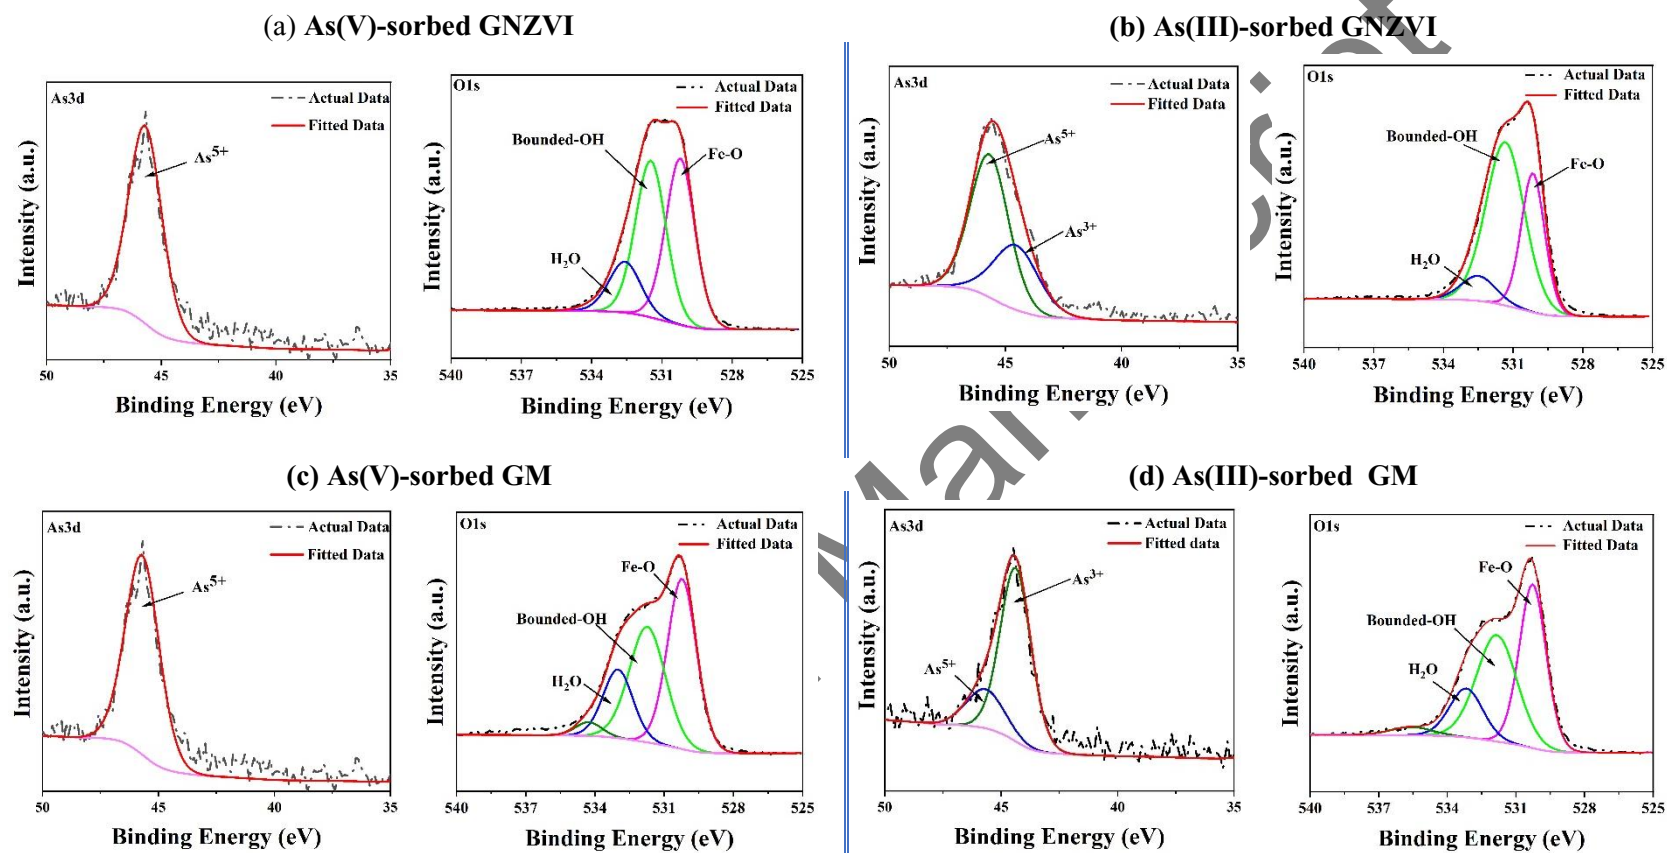 (a) As(V)-sorbed GNZVI
As3d
Actual Data
Fitted Data
As5+
Intensity (a.u.)
50 45 40 35
Binding Energy (eV)
O1s
Actual Data
Fitted Data
Bounded-OH
Fe-O
H2O
Intensity (a.u.)
540 537 534 531 528 525
Binding Energy (eV)
(b) As(III)-sorbed GNZVI
As3d
Actual Data
Fitted Data
As5+
As3+
Intensity (a.u.)
50 45 40 35
Binding Energy (eV)
O1s
Actual Data
Fitted Data
Bounded-OH
Fe-O
H2O
Intensity (a.u.)
540 537 534 531 528 525
Binding Energy (eV)
(c) As(V)-sorbed GM
As3d
Actual Data
Fitted Data
As5+
Intensity (a.u.)
50 45 40 35
Binding Energy (eV)
O1s
Actual Data
Fitted Data
Fe-O
Bounded-OH
H2O
Intensity (a.u.)
540 537 534 531 528 525
Binding Energy (eV)
(d) As(III)-sorbed GM
As3d
Actual Data
Fitted data
As3+
As5+
Intensity (a.u.)
50 45 40 35
Binding Energy (eV)
O1s
Actual Data
Fitted Data
Fe-O
Bounded-OH
H2O
Intensity (a.u.)
540 537 534 531 528 525
Binding Energy (eV)